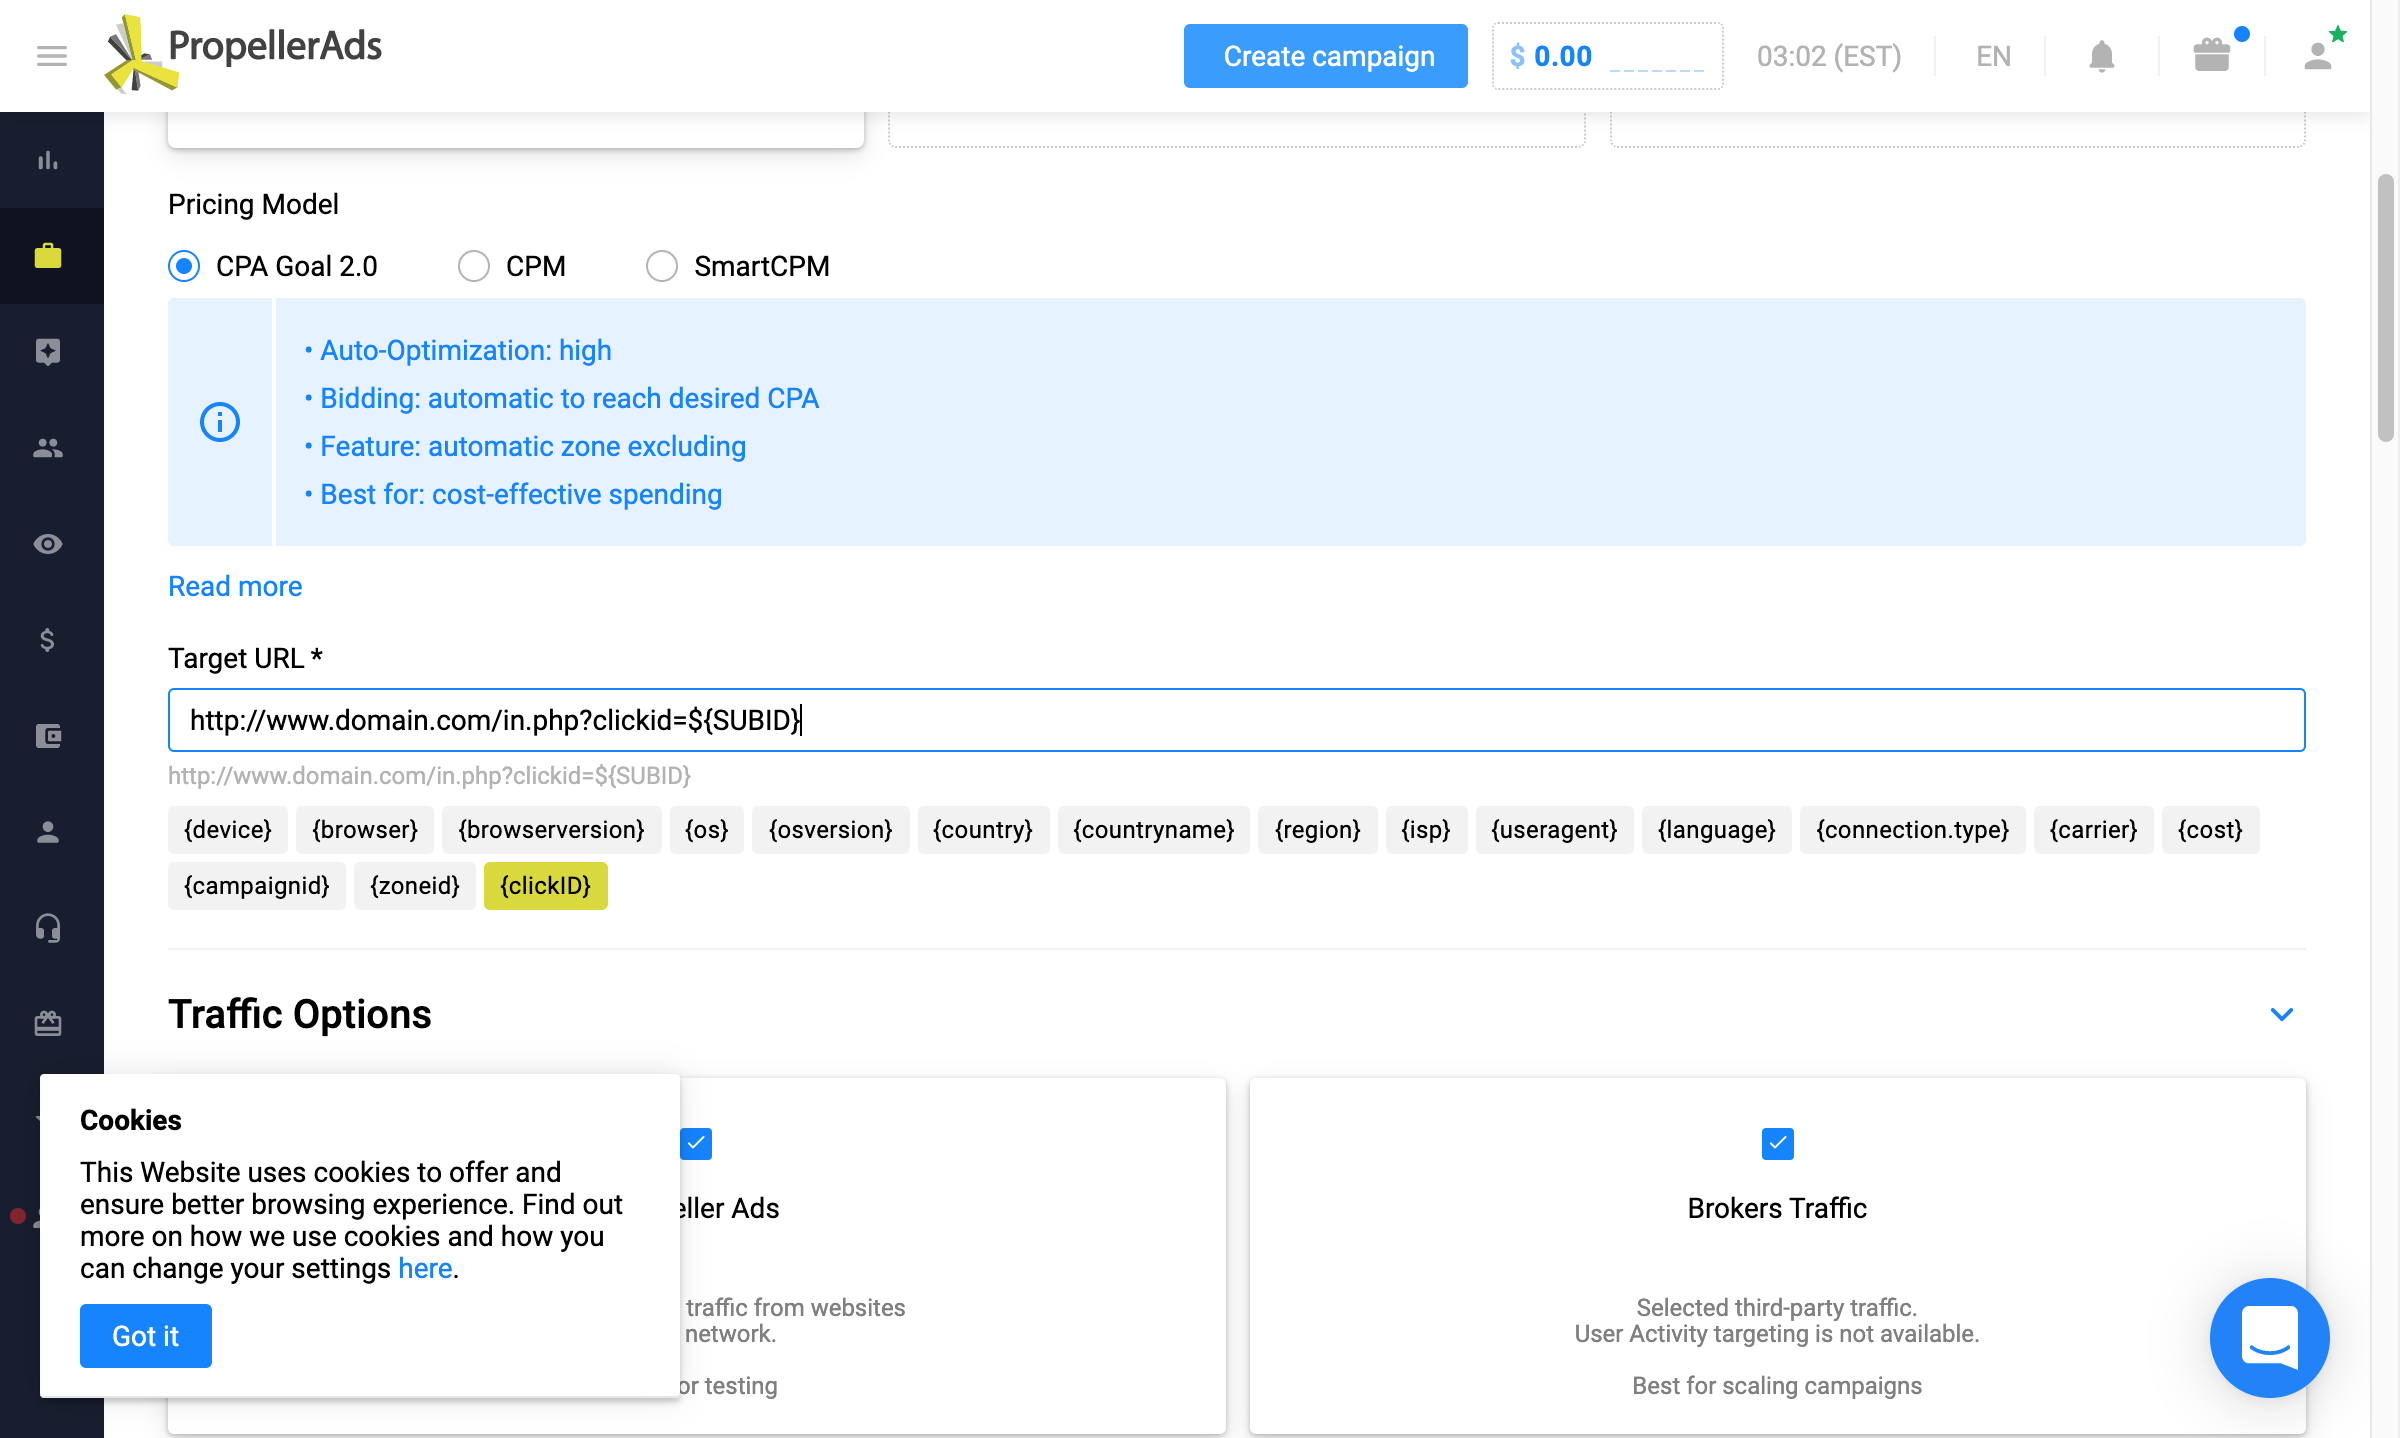 PropellerAds
Create campaign
$ 0.00
03:02 (EST)
EN
Pricing Model
CPA Goal 2.0
CPM
SmartCPM
• Auto-Optimization: high
• Bidding: automatic to reach desired CPA
• Feature: automatic zone excluding
• Best for: cost-effective spending
Read more
Target URL *
http://www.domain.com/in.php?clickid=${SUBID}
http://www.domain.com/in.php?clickid=${SUBID}
{device} {browser} {browserversion} {os} {osversion} {country} {countryname} {region} {isp} {useragent} {language} {connection.type} {carrier} {cost}
{campaignid} {zoneid} {clickID}
Traffic Options
Cookies
This Website uses cookies to offer and
ensure better browsing experience. Find out
more on how we use cookies and how you
can change your settings here.
Got it
eller Ads
traffic from websites
network.
or testing
Brokers Traffic
Selected third-party traffic.
User Activity targeting is not available.
Best for scaling campaigns